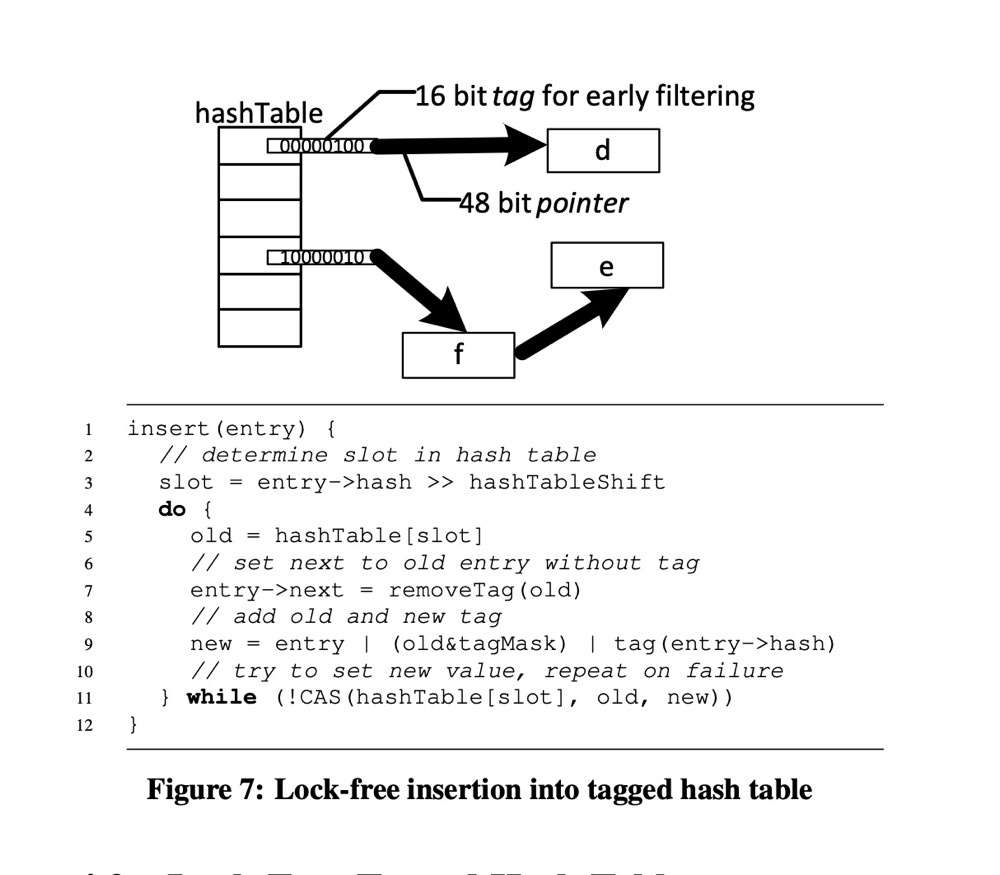 16 bit tag for early filtering
hashTable
00000100
d
48 bit pointer
10000010
e
f
1 insert(entry) {
2 // determine slot in hash table
3 slot = entry->hash >> hashTableShift
4 do {
5 old = hashTable[slot]
6 // set next to old entry without tag
7 entry->next = removeTag(old)
8 // add old and new tag
9 new = entry | (old&tagMask) | tag(entry->hash)
10 // try to set new value, repeat on failure
11 } while (!CAS(hashTable[slot], old, new))
12 }
Figure 7: Lock-free insertion into tagged hash table